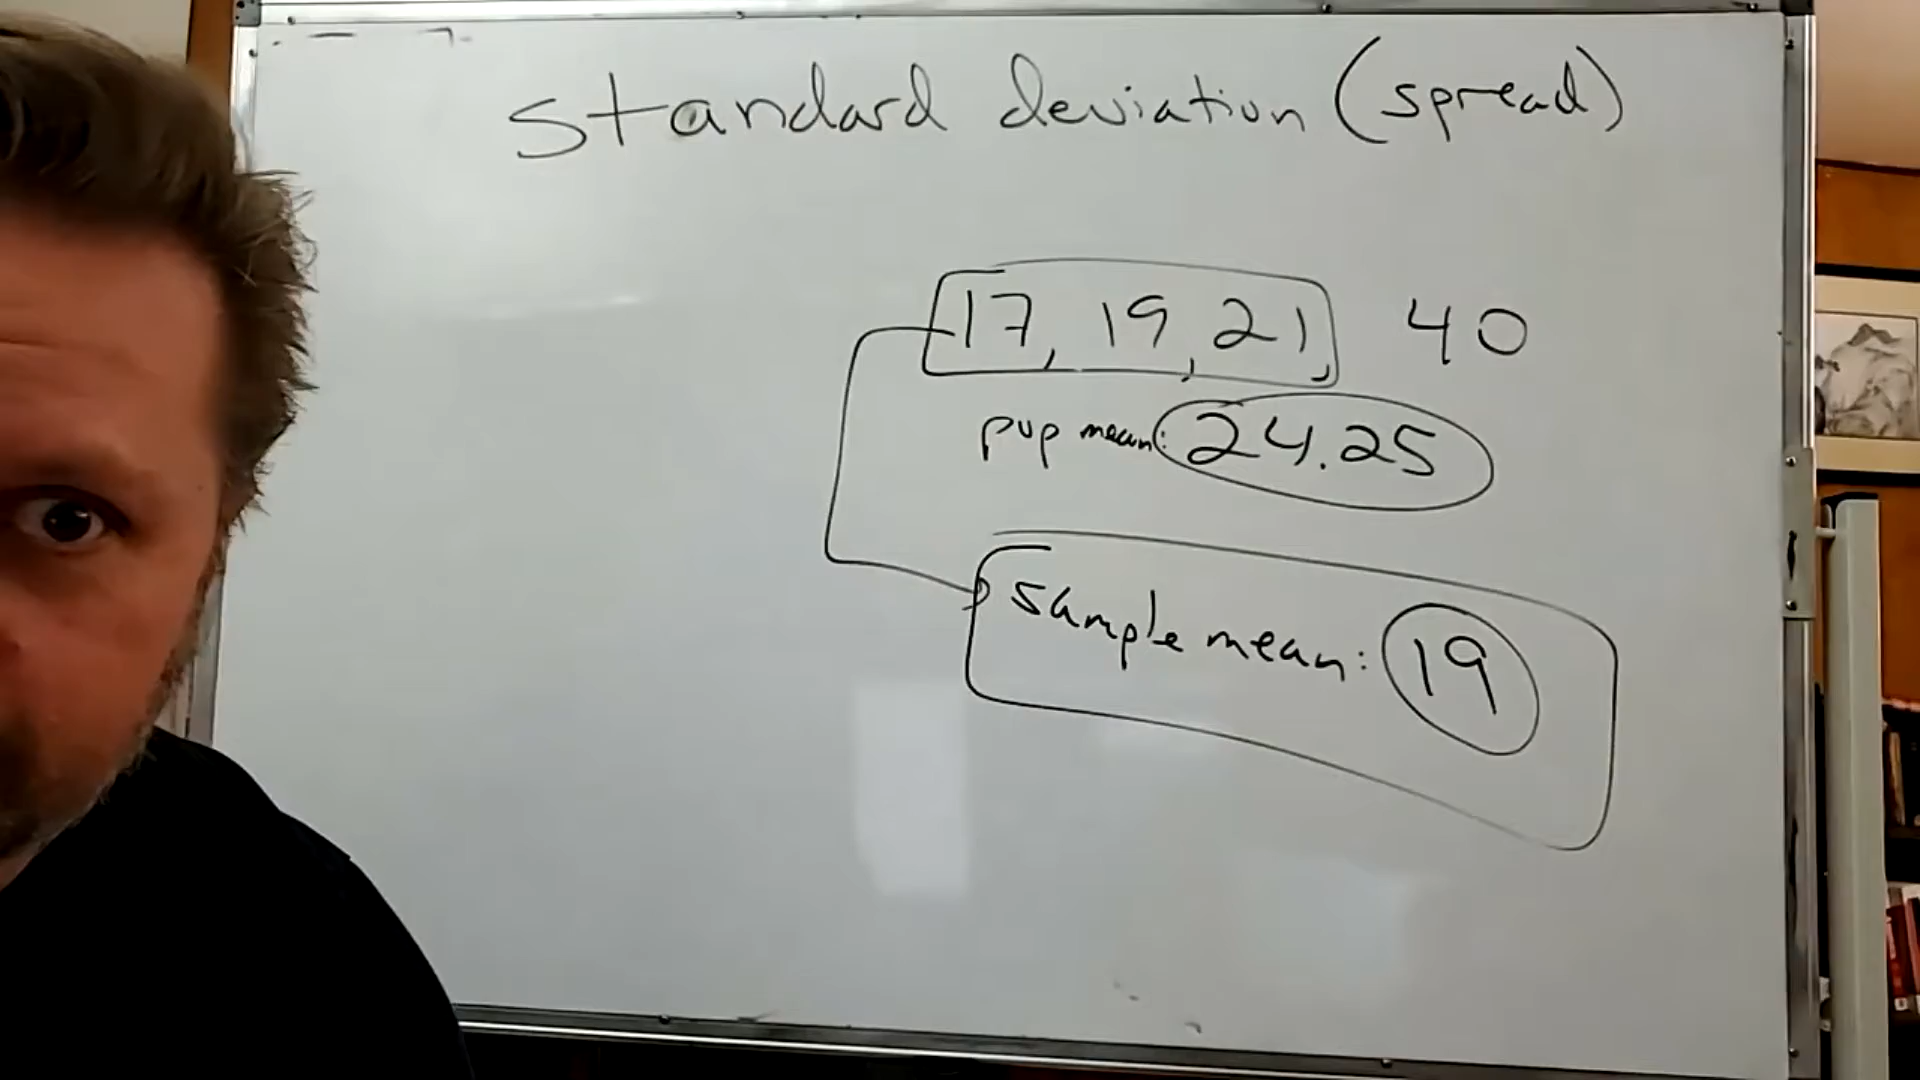 standard deviation (spread)
17, 19, 21, 40
pop mean: 24.25
sample mean: 19